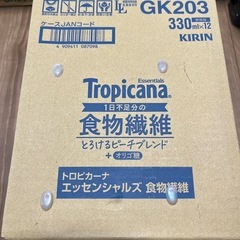 GK203
ケースJANコード
330ml×12
KIRIN
4 909411 087098
Essentials
Tropicana
1日不足分の
食物繊維
とろけるピーチブレンド
+オリゴ糖
トロピカーナ
エッセンシャルズ 食物繊維